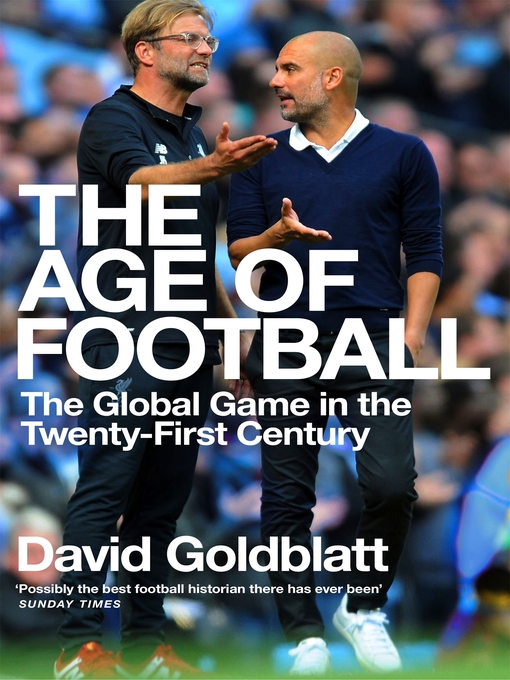 THE
AGE OF
FOOTBALL
The Global Game in the
Twenty-First Century
David Goldblatt
‘Possibly the best football historian there has ever been’
SUNDAY TIMES